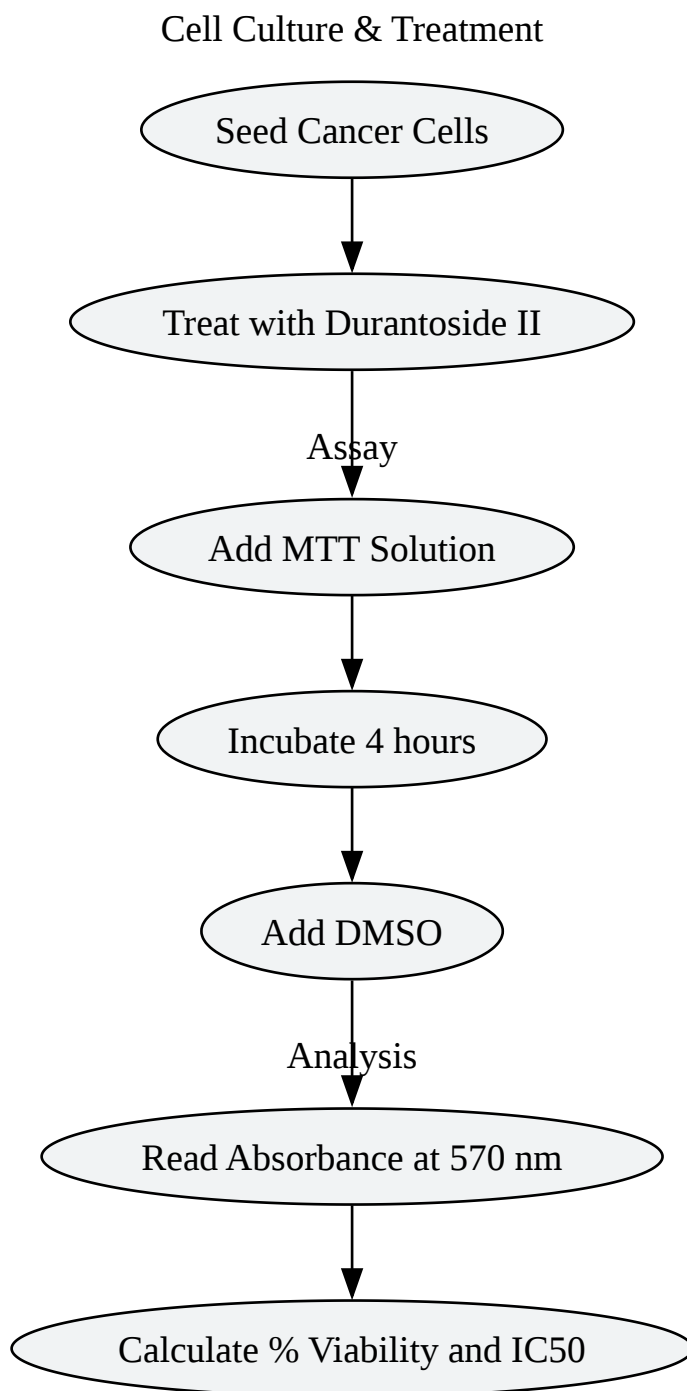 Cell Culture & Treatment
Seed Cancer Cells
Treat with Durantoside II
Assay
Add MTT Solution
Incubate 4 hours
Add DMSO
Analysis
Read Absorbance at 570 nm
Calculate % Viability and IC50